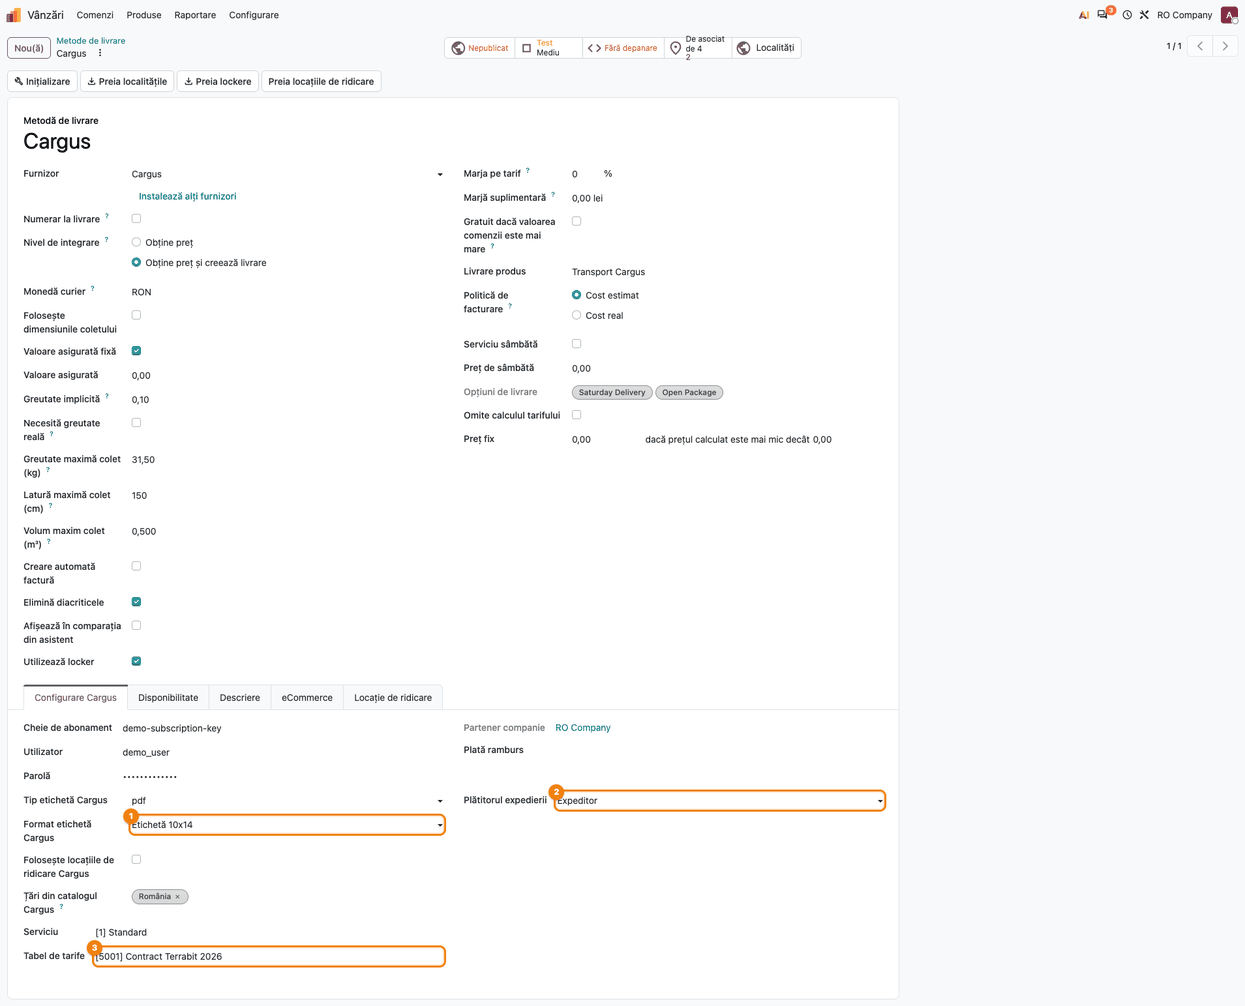 Vânzări Comenzi Produse Raportare Configurare
AI 3 RO Company A
Nou(ă) Metode de livrare
Cargus
Nepublicat
Test
Mediu
Fără depanare
De asociat
de 4
2
Localități
1 / 1
Inițializare Preia localitățile Preia lockere Preia locațiile de ridicare
Metodă de livrare
Cargus
Furnizor Cargus
Instalează alți furnizori
Numerar la livrare ?
Nivel de integrare ? Obține preț
Obține preț și creează livrare
Monedă curier ? RON
Folosește
dimensiunile coletului
Valoare asigurată fixă
Valoare asigurată 0,00
Greutate implicită ? 0,10
Necesită greutate
reală ?
Greutate maximă colet
(kg) ?
31,50
Latură maximă colet
(cm) ?
150
Volum maxim colet
(m³) ?
0,500
Creare automată
factură
Elimină diacriticele
Afișează în comparația
din asistent
Utilizează locker
Marja pe tarif ? 0 %
Marjă suplimentară ? 0,00 lei
Gratuit dacă valoarea
comenzii este mai
mare ?
Livrare produs Transport Cargus
Politică de
facturare ?
Cost estimat
Cost real
Serviciu sâmbătă
Preț de sâmbătă 0,00
Opțiuni de livrare Saturday Delivery Open Package
Omite calculul tarifului
Preț fix 0,00 dacă prețul calculat este mai mic decât 0,00
Configurare Cargus Disponibilitate Descriere eCommerce Locație de ridicare
Cheie de abonament demo-subscription-key
Utilizator demo_user
Parolă •••••••••••••
Tip etichetă Cargus pdf
1
Format etichetă
Cargus
Etichetă 10x14
Folosește locațiile de
ridicare Cargus
Țări din catalogul
Cargus ?
România ×
Serviciu [1] Standard
3
Tabel de tarife [5001] Contract Terrabit 2026
Partener companie RO Company
Plată ramburs
2
Plătitorul expedierii Expeditor